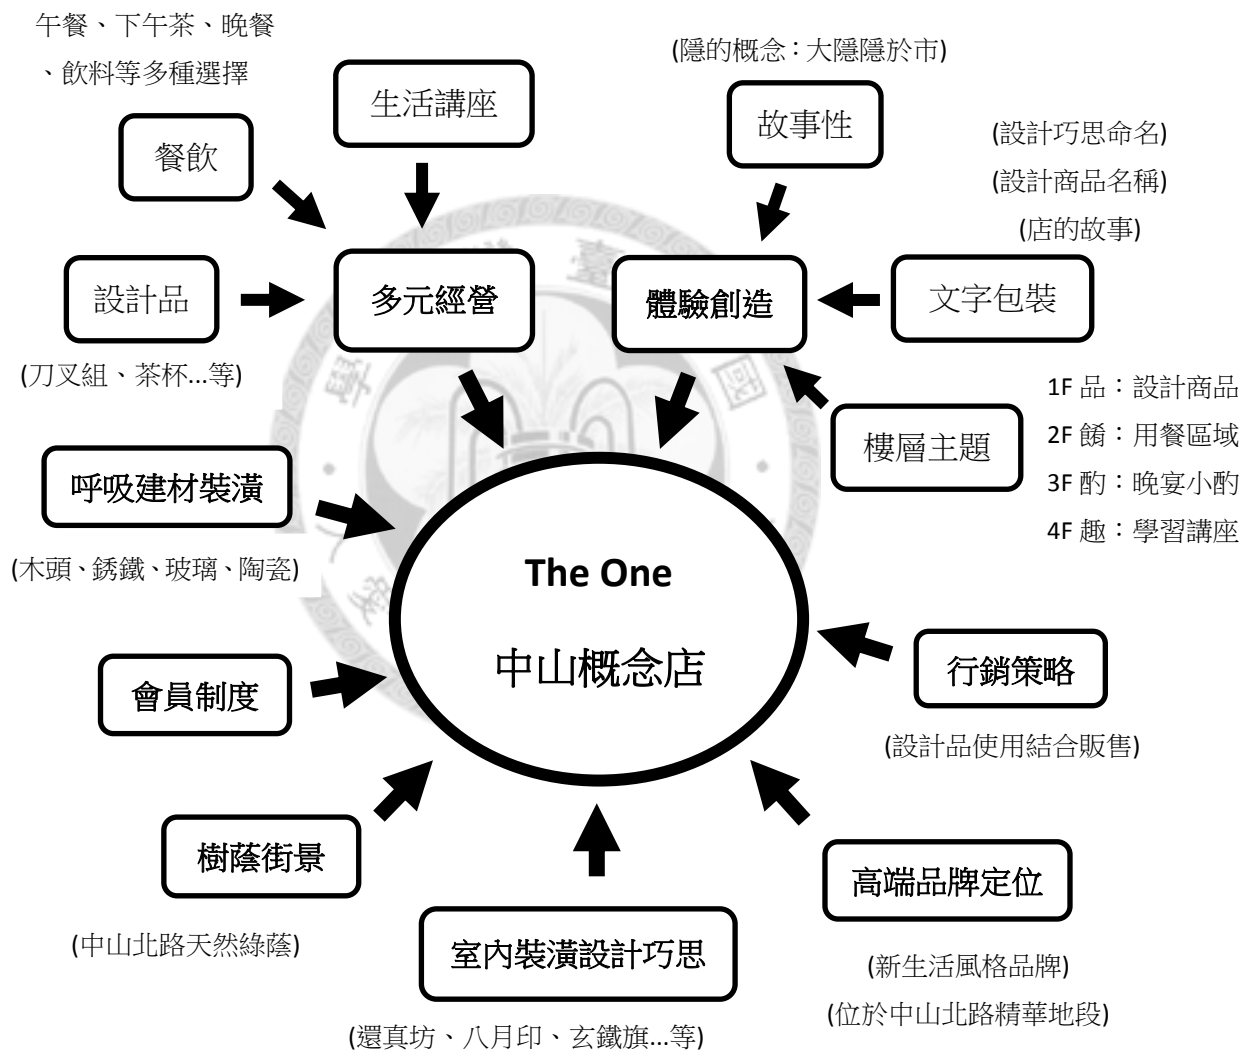 午餐、下午茶、晚餐
、飲料等多種選擇
餐飲
生活講座
(隱的概念：大隱隱於市)
故事性
(設計巧思命名)
(設計商品名稱)
(店的故事)
設計品
(刀叉組、茶杯...等)
多元經營
體驗創造
文字包裝
樓層主題
1F 品：設計商品
2F 餚：用餐區域
3F 酌：晚宴小酌
4F 趣：學習講座
呼吸建材裝潢
(木頭、銹鐵、玻璃、陶瓷)
The One
中山概念店
會員制度
行銷策略
(設計品使用結合販售)
樹蔭街景
(中山北路天然綠蔭)
室內裝潢設計巧思
(還真坊、八月印、玄鐵旗...等)
高端品牌定位
(新生活風格品牌)
(位於中山北路精華地段)
臺
國
學
大